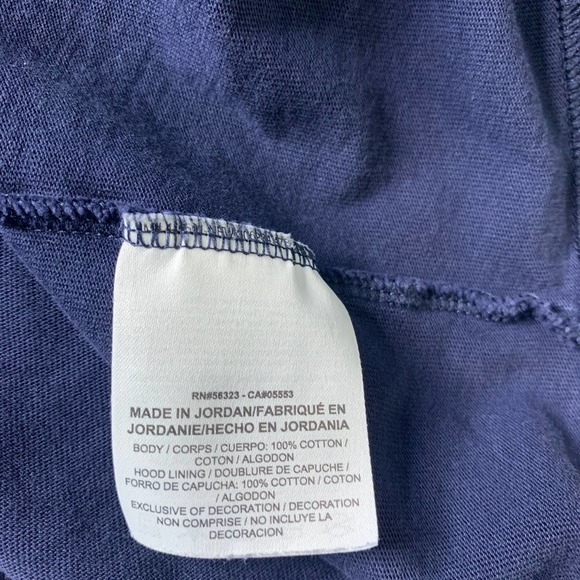 RN#56323 - CA#05553
MADE IN JORDAN/FABRIQUÉ EN
JORDANIE/HECHO EN JORDANIA
BODY / CORPS / CUERPO: 100% COTTON /
COTON / ALGODON
HOOD LINING / DOUBLURE DE CAPUCHE /
FORRO DE CAPUCHA: 100% COTTON / COTON
/ ALGODON
EXCLUSIVE OF DECORATION / DECORATION
NON COMPRISE / NO INCLUYE LA
DECORACION